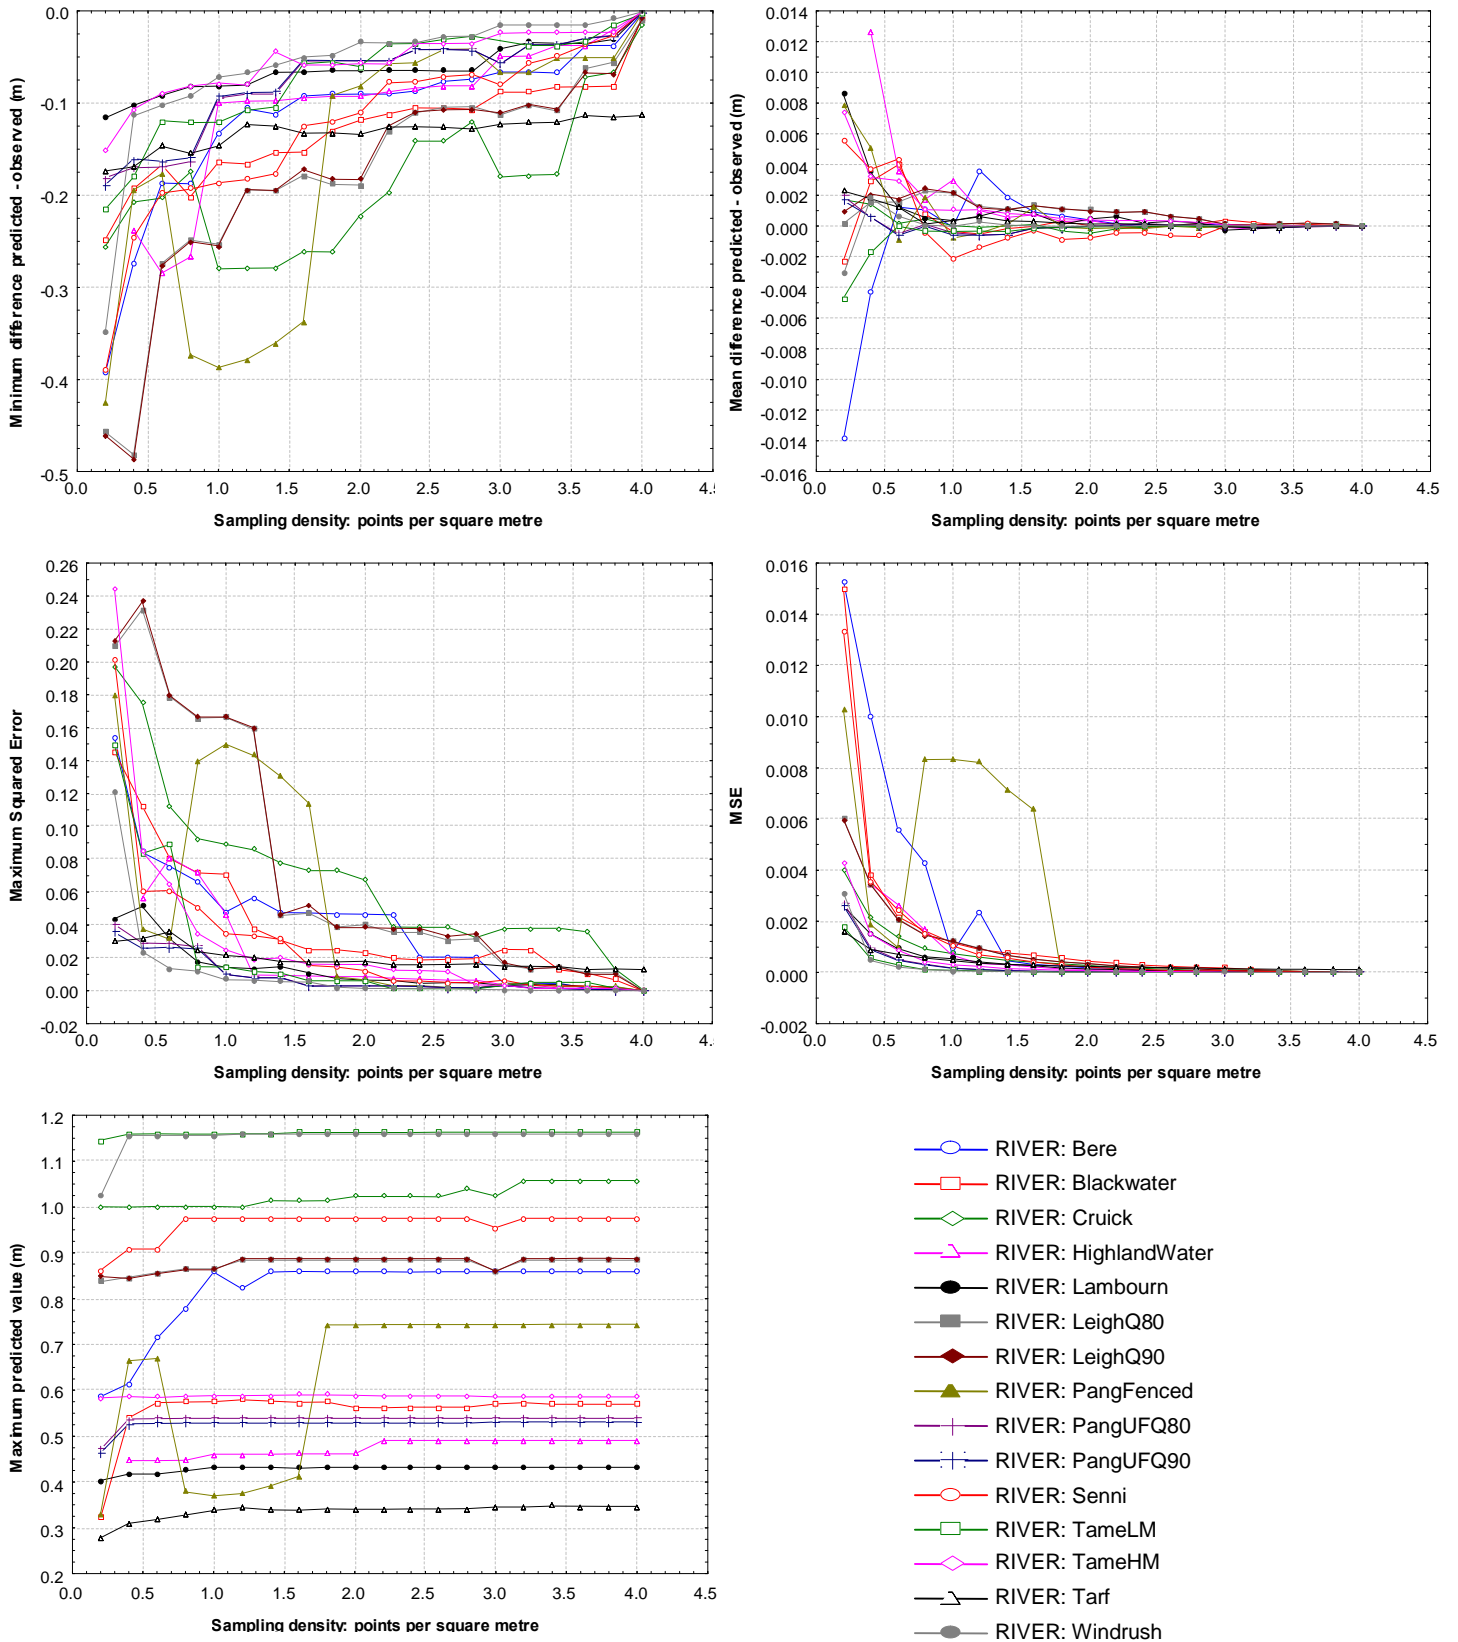 0.0
-0.1
-0.2
-0.3
-0.4
-0.5
Minimum difference predicted - observed (m)
0.0 0.5 1.0 1.5 2.0 2.5 3.0 3.5 4.0 4.5
Sampling density: points per square metre
0.014
0.012
0.010
0.008
0.006
0.004
0.002
0.000
-0.002
-0.004
-0.006
-0.008
-0.010
-0.012
-0.014
-0.016
Mean difference predicted - observed (m)
0.0 0.5 1.0 1.5 2.0 2.5 3.0 3.5 4.0 4.5
Sampling density: points per square metre
0.26
0.24
0.22
0.20
0.18
0.16
0.14
0.12
0.10
0.08
0.06
0.04
0.02
0.00
-0.02
Maximum Squared Error
0.0 0.5 1.0 1.5 2.0 2.5 3.0 3.5 4.0 4.
Sampling density: points per square metre
0.016
0.014
0.012
0.010
0.008
0.006
0.004
0.002
0.000
-0.002
MSE
0.0 0.5 1.0 1.5 2.0 2.5 3.0 3.5 4.0 4.5
Sampling density: points per square metre
1.2
1.1
1.0
0.9
0.8
0.7
0.6
0.5
0.4
0.3
0.2
Maximum predicted value (m)
0.0 0.5 1.0 1.5 2.0 2.5 3.0 3.5 4.0 4.5
Sampling density: points per square metre
RIVER: Bere
RIVER: Blackwater
RIVER: Cruick
RIVER: HighlandWater
RIVER: Lambourn
RIVER: LeighQ80
RIVER: LeighQ90
RIVER: PangFenced
RIVER: PangUFQ80
RIVER: PangUFQ90
RIVER: Senni
RIVER: TameLM
RIVER: TameHM
RIVER: Tarf
RIVER: Windrush